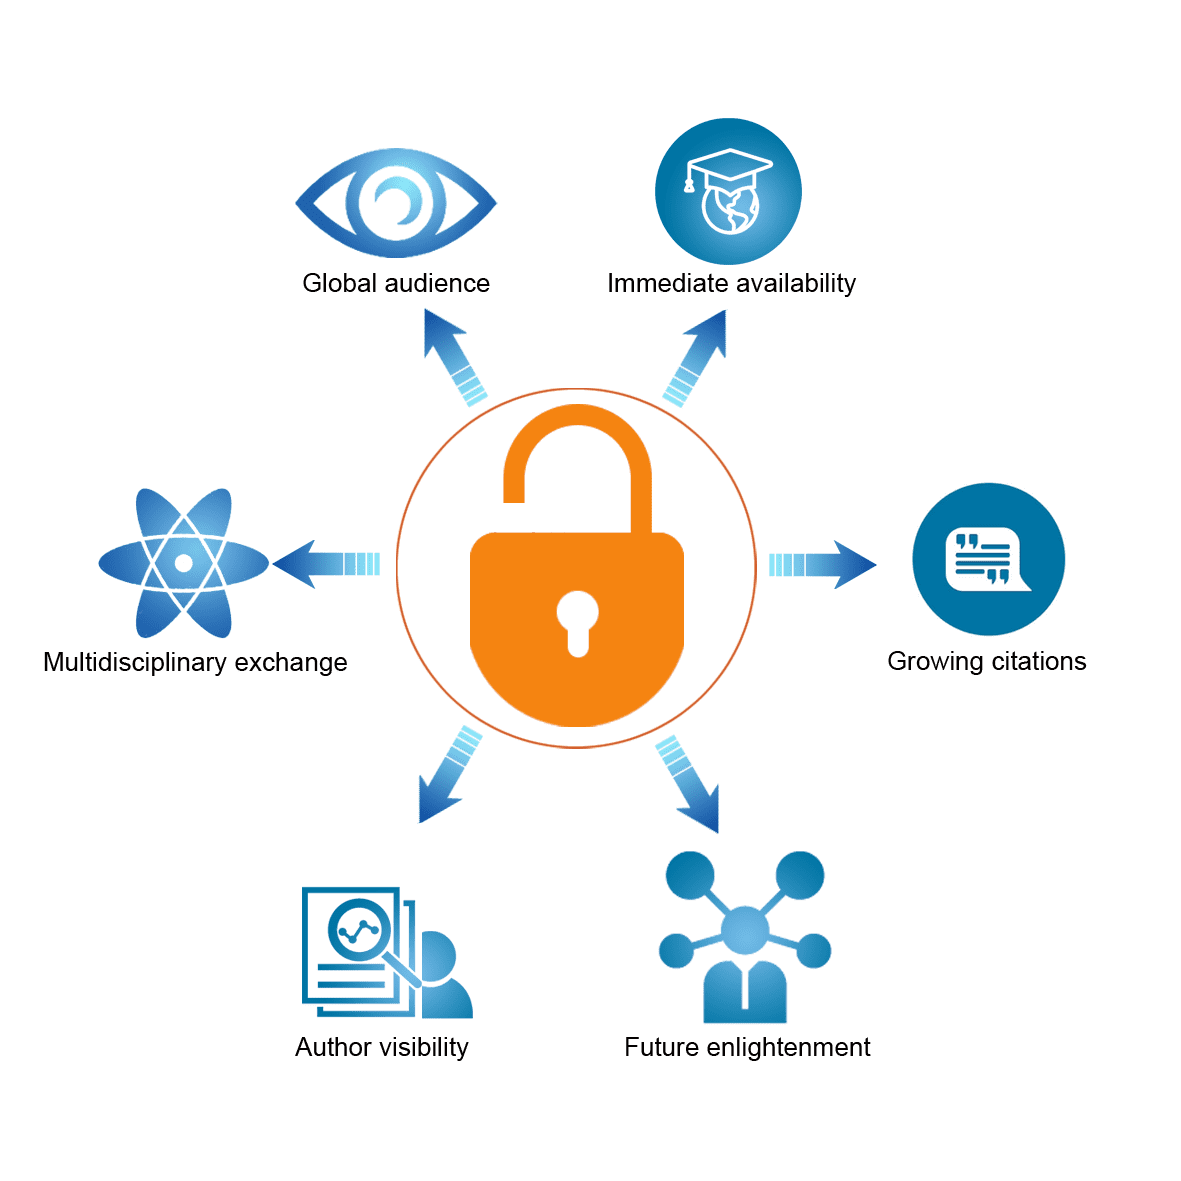 Global audience
Immediate availability
Multidisciplinary exchange
Growing citations
Author visibility
Future enlightenment